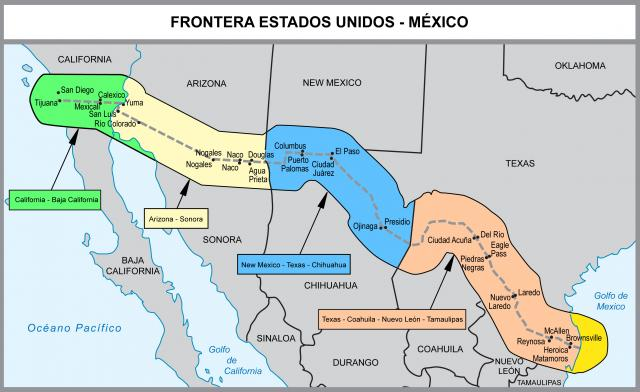 FRONTERA ESTADOS UNIDOS - MÉXICO
CALIFORNIA
ARIZONA
NEW MEXICO
OKLAHOMA
TEXAS
San Diego
Tijuana
Calexico
Mexicali
Yuma
San Luis
Rio Colorado
Nogales
Nogales
Naco
Naco
Douglas
Agua
Prieta
Columbus
Puerto
Palomas
El Paso
Ciudad
Juárez
Ojinaga
Presidio
Ciudad Acuña
Del Rio
Eagle
Pass
Piedras
Negras
Laredo
Nuevo
Laredo
McAllen
Reynosa
Brownsville
Heroica
Matamoros
California - Baja California
Arizona - Sonora
New Mexico - Texas - Chihuahua
Texas - Coahuila - Nuevo León - Tamaulipas
BAJA
CALIFORNIA
SONORA
CHIHUAHUA
SINALOA
DURANGO
COAHUILA
NUEVO
LEÓN
TAMAULIPAS
Océano Pacífico
Golfo
de
California
Golfo de
Mexico